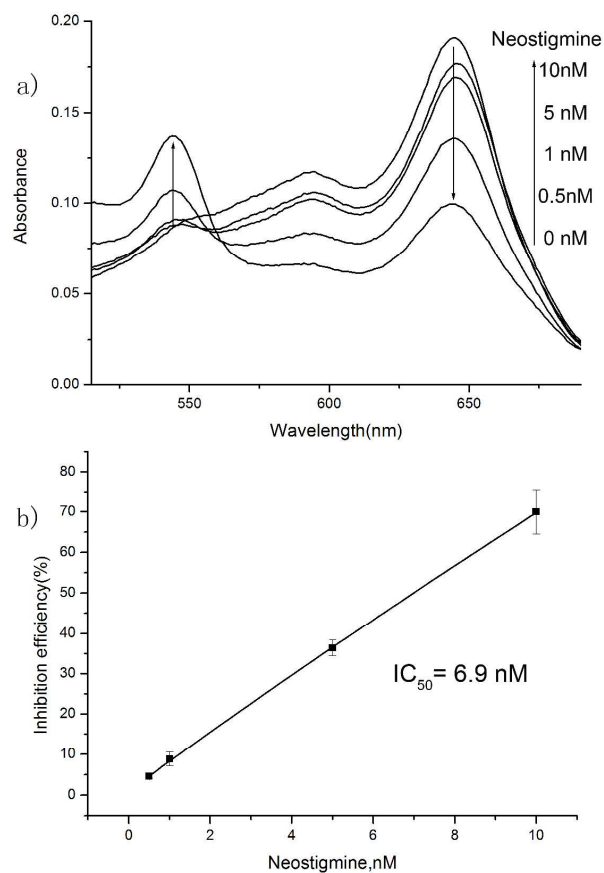 a)
0.20
0.15
0.10
0.05
0.00
Absorbance
550
600
650
Wavelength(nm)
Neostigmine
10nM
5 nM
1 nM
0.5nM
0 nM
b)
80
70
60
50
40
30
20
10
0
Inhibition efficiency(%)
IC50= 6.9 nM
0
2
4
6
8
10
Neostigmine,nM